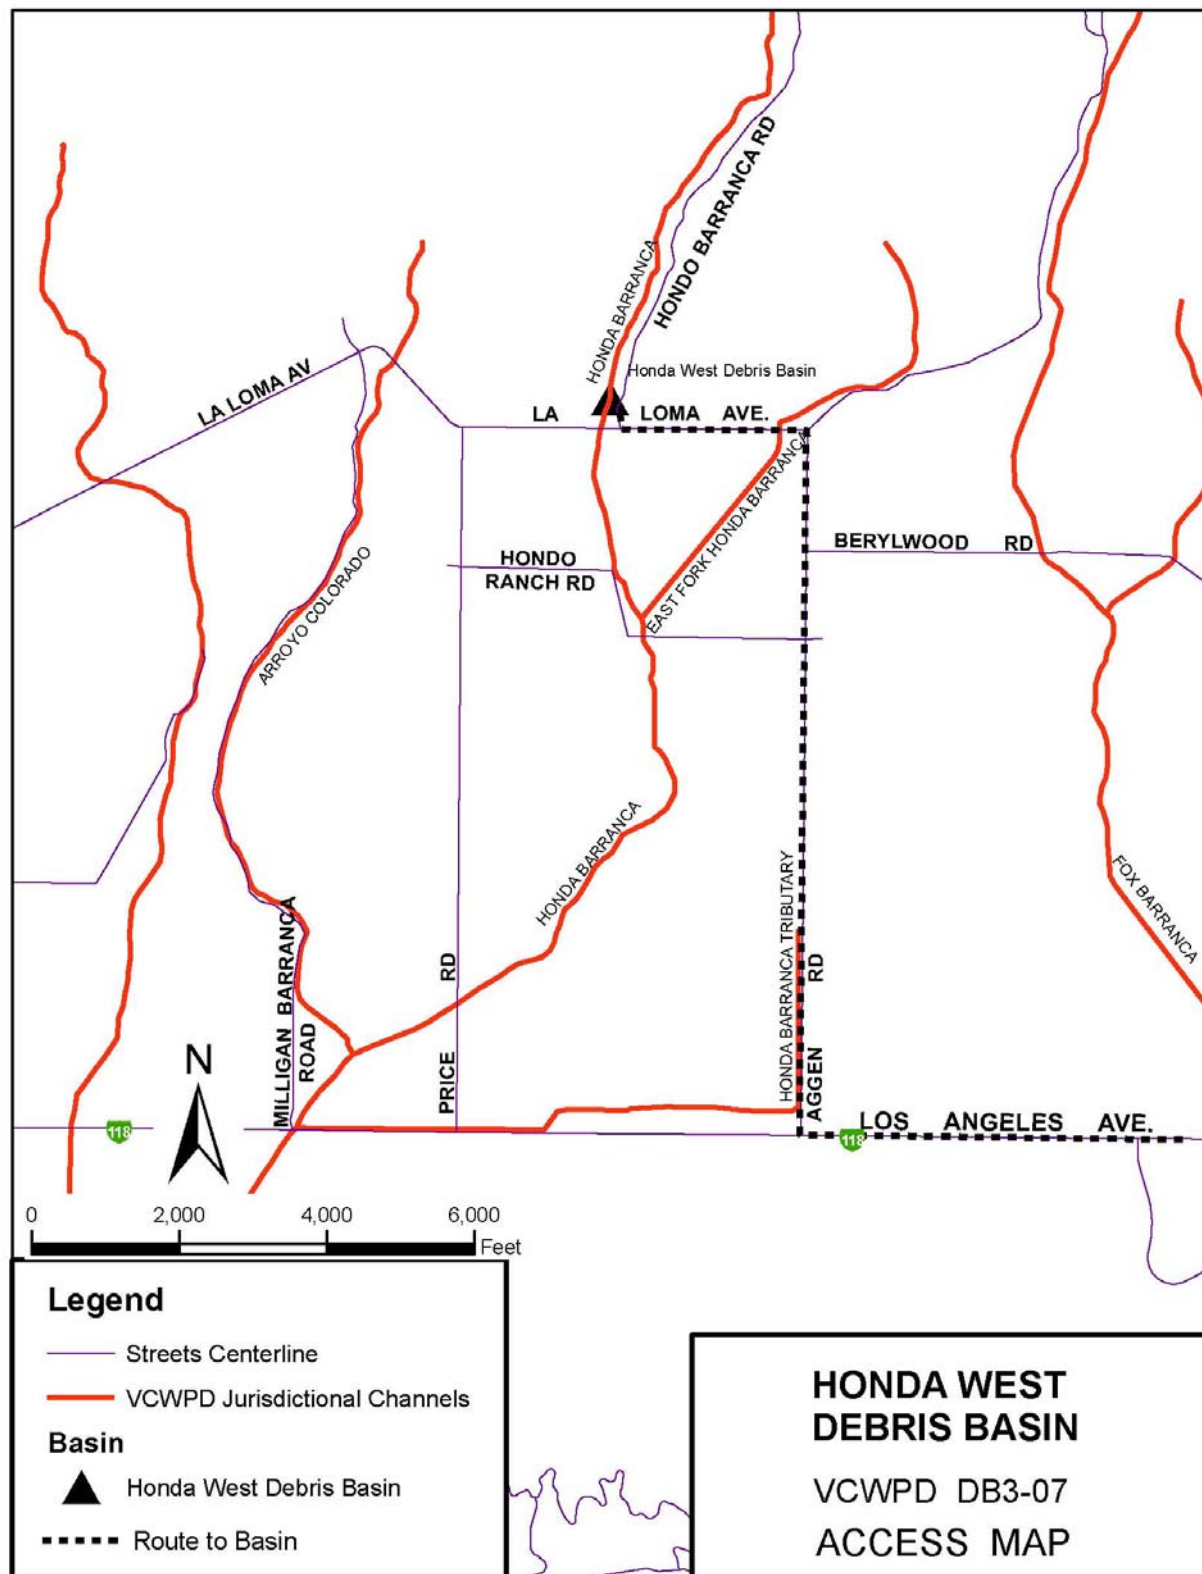 HONDO BARRANCA RD
HONDA BARRANCA
Honda West Debris Basin
LA LOMA AV
LA LOMA AVE.
EAST FORK HONDA BARRANCA
BERYLWOOD RD
HONDO
RANCH RD
ARROYO COLORADO
HONDA BARRANCA
HONDA BARRANCA TRIBUTARY
FOX BARRANCA
MILLIGAN BARRANCA
ROAD
PRICE RD
AGGEN RD
N
118
118
LOS ANGELES AVE.
0 2,000 4,000 6,000
Feet
Legend
Streets Centerline
VCWPD Jurisdictional Channels
Basin
Honda West Debris Basin
Route to Basin
HONDA WEST
DEBRIS BASIN
VCWPD DB3-07
ACCESS MAP